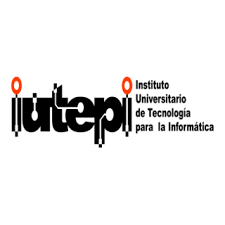 iutepi
Instituto
Universitario
de Tecnología
para la Informática